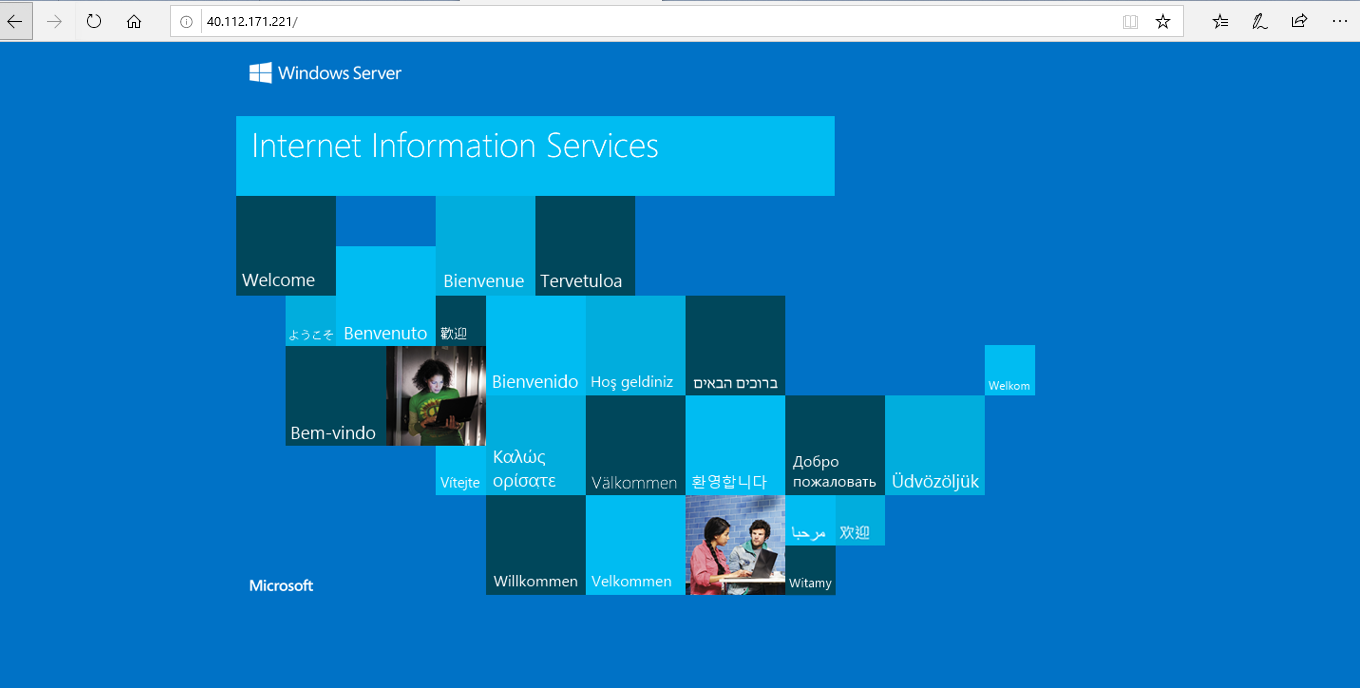 40.112.171.221/
Windows Server
Internet Information Services
Welcome
Bienvenue
Tervetuloa
ようこそ
Benvenuto
歡迎
Bienvenido
Hoş geldiniz
ברוכים הבאים
Welkom
Bem-vindo
Vítejte
Καλώς
ορίσατε
Välkommen
환영합니다
Добро
пожаловать
Üdvözöljük
Willkommen
Velkommen
مرحبا
欢迎
Witamy
Microsoft